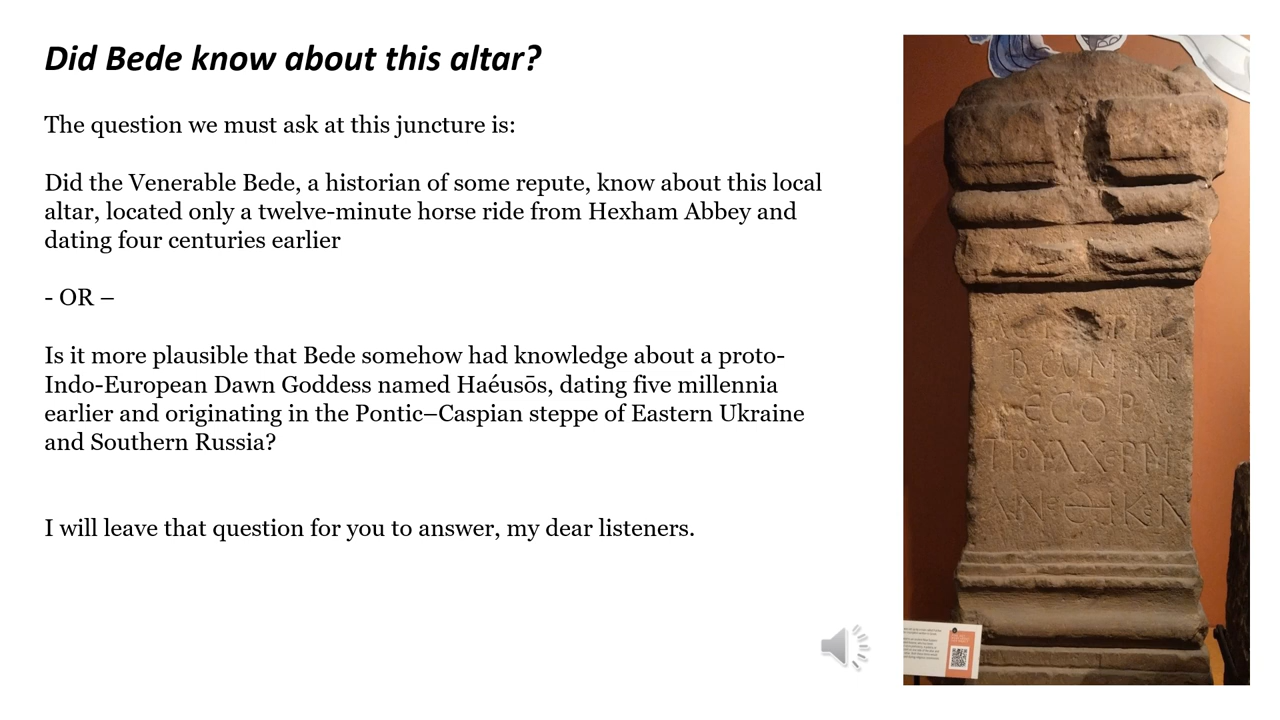 Did Bede know about this altar?
The question we must ask at this juncture is:
Did the Venerable Bede, a historian of some repute, know about this local
altar, located only a twelve-minute horse ride from Hexham Abbey and
dating four centuries earlier
- OR –
Is it more plausible that Bede somehow had knowledge about a proto-
Indo-European Dawn Goddess named Haéusōs, dating five millennia
earlier and originating in the Pontic–Caspian steppe of Eastern Ukraine
and Southern Russia?
I will leave that question for you to answer, my dear listeners.
ΠΟΥΛΧΕΡ Μ
ΑΝΕΘΗΚΕΝ